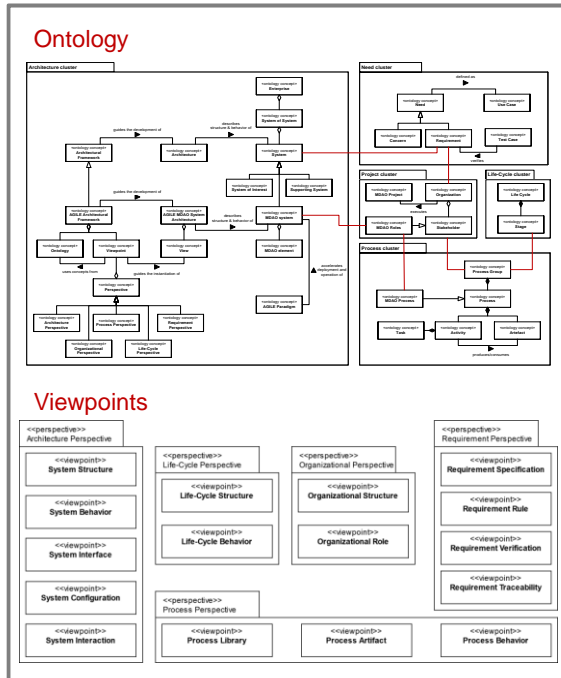 Ontology
Architecture cluster
«ontology concept»
Enterprise
«ontology concept»
System of System
guides the development of
describes
structure & behavior of
«ontology concept»
Architectural
Framework
«ontology concept»
Architecture
«ontology concept»
System
«ontology concept»
System of Interest
«ontology concept»
Supporting System
guides the development of
«ontology concept»
AGILE Architectural
Framework
«ontology concept»
AGILE MDAO System
Architecture
describes
structure & behavior of
«ontology concept»
MDAO system
«ontology concept»
Ontology
«ontology concept»
Viewpoint
«ontology concept»
View
«ontology concept»
MDAO element
uses concepts from
guides the instantiation of
accelerates
deployment and
operation of
«ontology concept»
Perspective
«ontology concept»
AGILE Paradigm
«ontology concept»
Architecture
Perspective
«ontology concept»
Process Perspective
«ontology concept»
Requirement
Perspective
«ontology concept»
Organizational
Perspective
«ontology concept»
Life-Cycle
Perspective
Need cluster
defined as
«ontology concept»
Need
«ontology concept»
Use Case
«ontology concept»
Concern
«ontology concept»
Requirement
«ontology concept»
Test Case
verifies
Project cluster
«ontology concept»
MDAO Project
«ontology concept»
Organization
executes
«ontology concept»
MDAO Roles
«ontology concept»
Stakeholder
Life-Cycle cluster
«ontology concept»
Life Cycle
«ontology concept»
Stage
Process cluster
«ontology concept»
Process Group
«ontology concept»
MDAO Process
«ontology concept»
Process
«ontology concept»
Task
«ontology concept»
Activity
«ontology concept»
Artefact
produces/consumes
Viewpoints
<<perspective>>
Architecture Perspective
<<viewpoint>>
System Structure
<<viewpoint>>
System Behavior
<<viewpoint>>
System Interface
<<viewpoint>>
System Configuration
<<viewpoint>>
System Interaction
<<perspective>>
Life-Cycle Perspective
<<viewpoint>>
Life-Cycle Structure
<<viewpoint>>
Life-Cycle Behavior
<<perspective>>
Organizational Perspective
<<viewpoint>>
Organizational Structure
<<viewpoint>>
Organizational Role
<<perspective>>
Requirement Perspective
<<viewpoint>>
Requirement Specification
<<viewpoint>>
Requirement Rule
<<viewpoint>>
Requirement Verification
<<viewpoint>>
Requirement Traceability
<<perspective>>
Process Perspective
<<viewpoint>>
Process Library
<<viewpoint>>
Process Artifact
<<viewpoint>>
Process Behavior